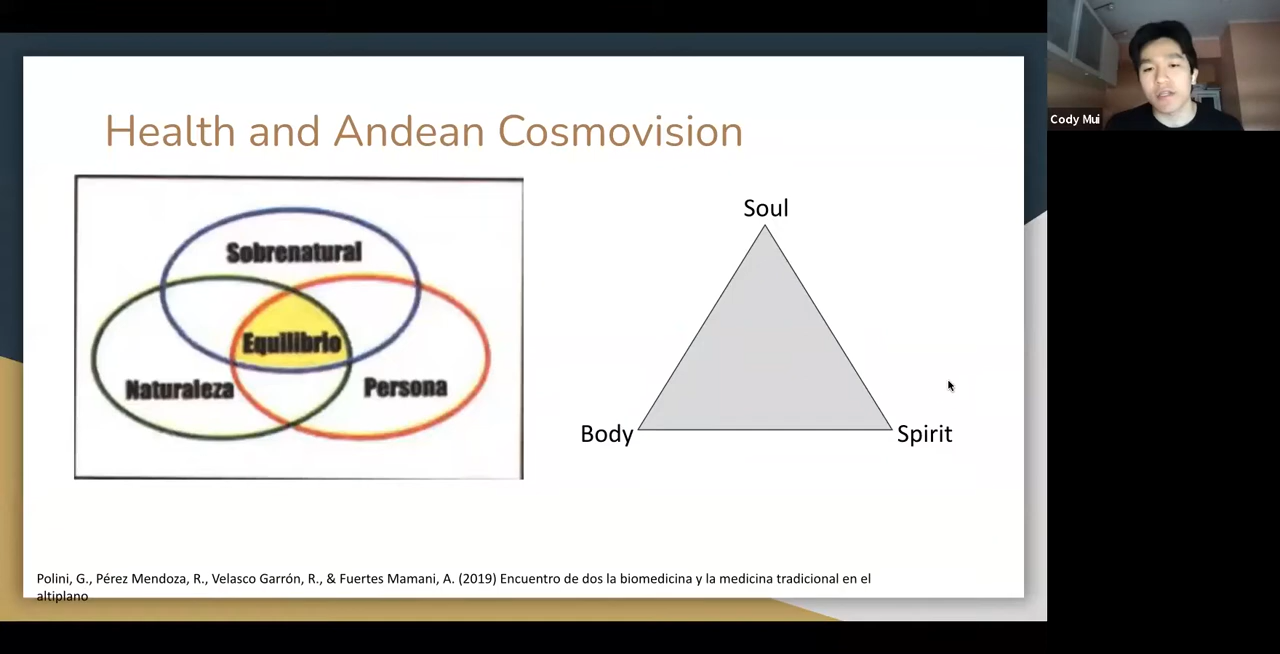 Health and Andean Cosmovision
Sobrenatural
Equilibrio
Naturaleza
Persona
Soul
Body
Spirit
Polini, G., Pérez Mendoza, R., Velasco Garrón, R., & Fuertes Mamani, A. (2019) Encuentro de dos la biomedicina y la medicina tradicional en el
altiplano
Cody Mui